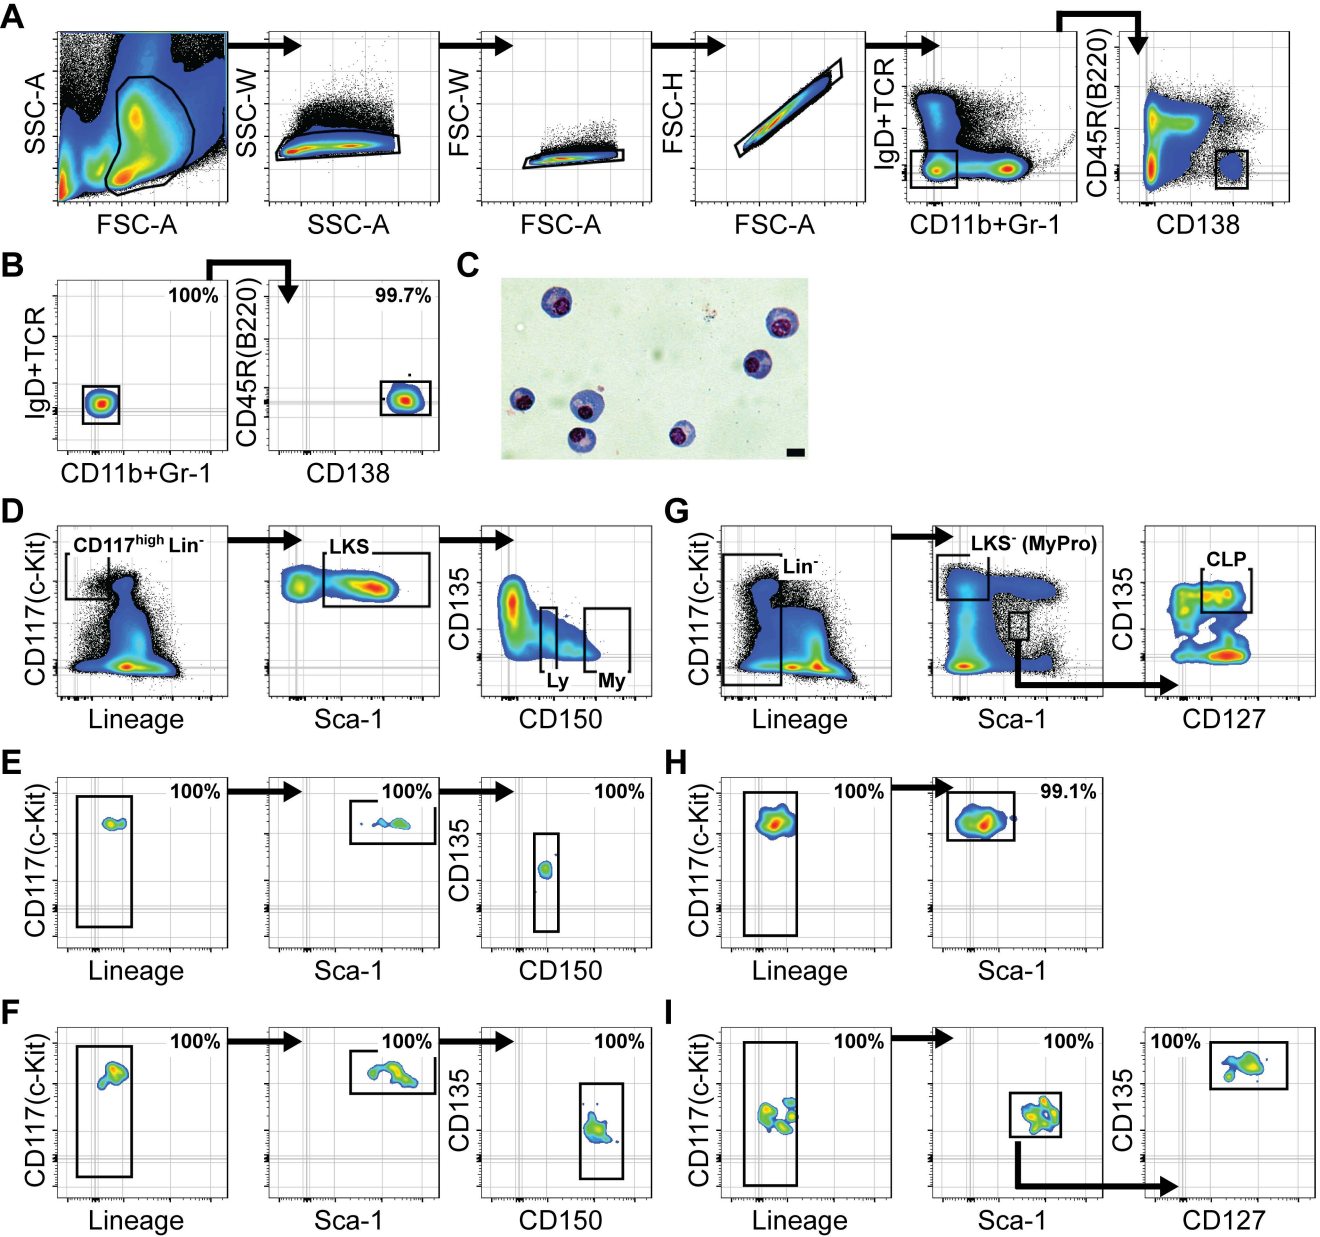 A
SSC-A
FSC-A
SSC-W
SSC-A
FSC-W
FSC-A
FSC-H
FSC-A
IgD+TCR
CD11b+Gr-1
CD45R(B220)
CD138
B
IgD+TCR
100%
CD11b+Gr-1
CD45R(B220)
99.7%
CD138
C
D
CD117(c-Kit)
CD117high Lin-
Lineage
LKS
Sca-1
CD135
Ly
My
CD150
G
CD117(c-Kit)
Lin-
Lineage
LKS- (MyPro)
Sca-1
CD135
CLP
CD127
E
CD117(c-Kit)
100%
Lineage
100%
Sca-1
CD135
100%
CD150
H
CD117(c-Kit)
100%
Lineage
99.1%
Sca-1
F
CD117(c-Kit)
100%
Lineage
100%
Sca-1
CD135
100%
CD150
I
CD117(c-Kit)
100%
Lineage
100%
Sca-1
CD135
100%
CD127